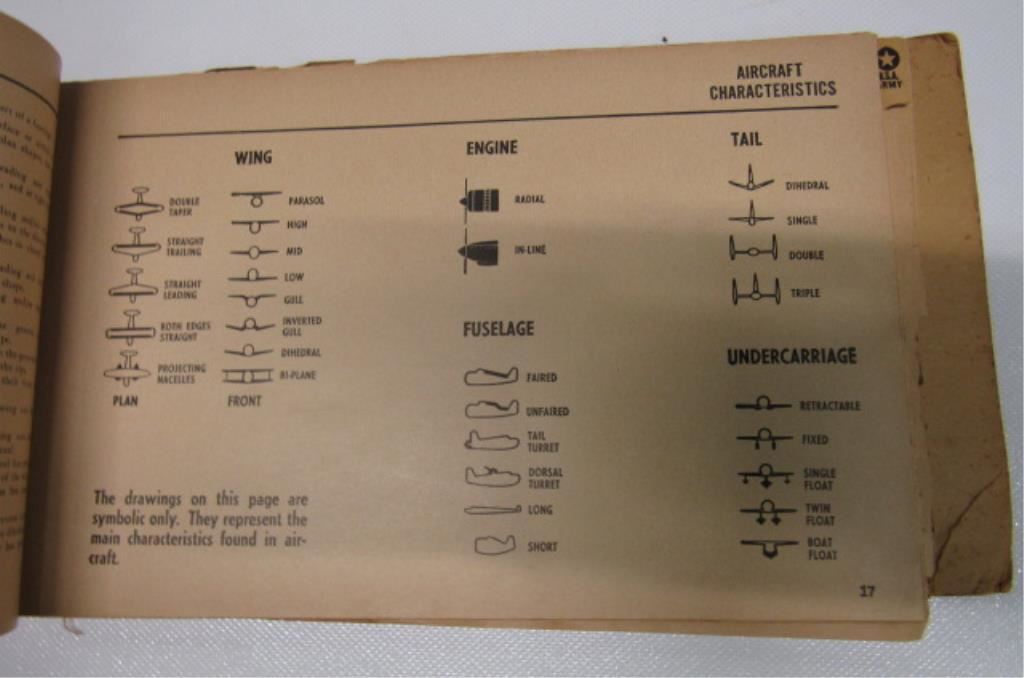 AIRCRAFT
CHARACTERISTICS
WING
DOUBLE
TAPER
STRAIGHT
TRAILING
STRAIGHT
LEADING
BOTH EDGES
STRAIGHT
PROJECTING
NACELLES
PLAN
PARASOL
HIGH
MID
LOW
GULL
INVERTED
GULL
DIHEDRAL
BI-PLANE
FRONT
The drawings on this page are
symbolic only. They represent the
main characteristics found in air-
craft.
ENGINE
RADIAL
IN-LINE
FUSELAGE
FAIRED
UNFAIRED
TAIL
TURRET
DORSAL
TURRET
LONG
SHORT
TAIL
DIHEDRAL
SINGLE
DOUBLE
TRIPLE
UNDERCARRIAGE
RETRACTABLE
FIXED
SINGLE
FLOAT
TWIN
FLOAT
BOAT
FLOAT
17